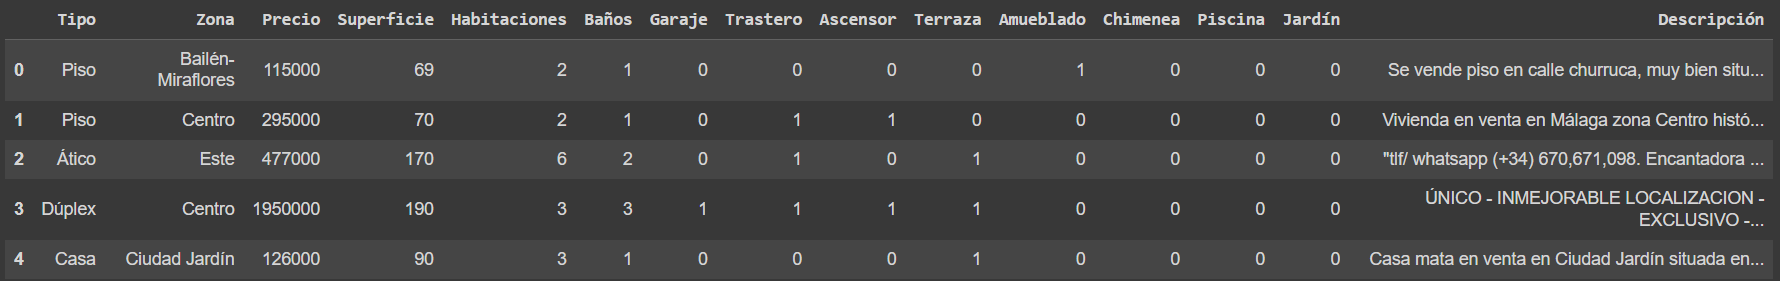 Tipo Zona Precio Superficie Habitaciones Baños Garaje Trastero Ascensor Terraza Amueblado Chimenea Piscina Jardín Descripción
0 Piso Bailén-
Miraflores 115000 69 2 1 0 0 0 0 1 0 0 0 Se vende piso en calle churruca, muy bien situ...
1 Piso Centro 295000 70 2 1 0 1 1 0 0 0 0 0 Vivienda en venta en Málaga zona Centro histó...
2 Ático Este 477000 170 6 2 0 1 0 1 0 0 0 0 "tlf/ whatsapp (+34) 670,671,098. Encantadora ...
3 Dúplex Centro 1950000 190 3 3 1 1 1 1 0 0 0 0 ÚNICO - INMEJORABLE LOCALIZACION -
EXCLUSIVO -...
4 Casa Ciudad Jardín 126000 90 3 1 0 0 0 1 0 0 0 0 Casa mata en venta en Ciudad Jardín situada en...